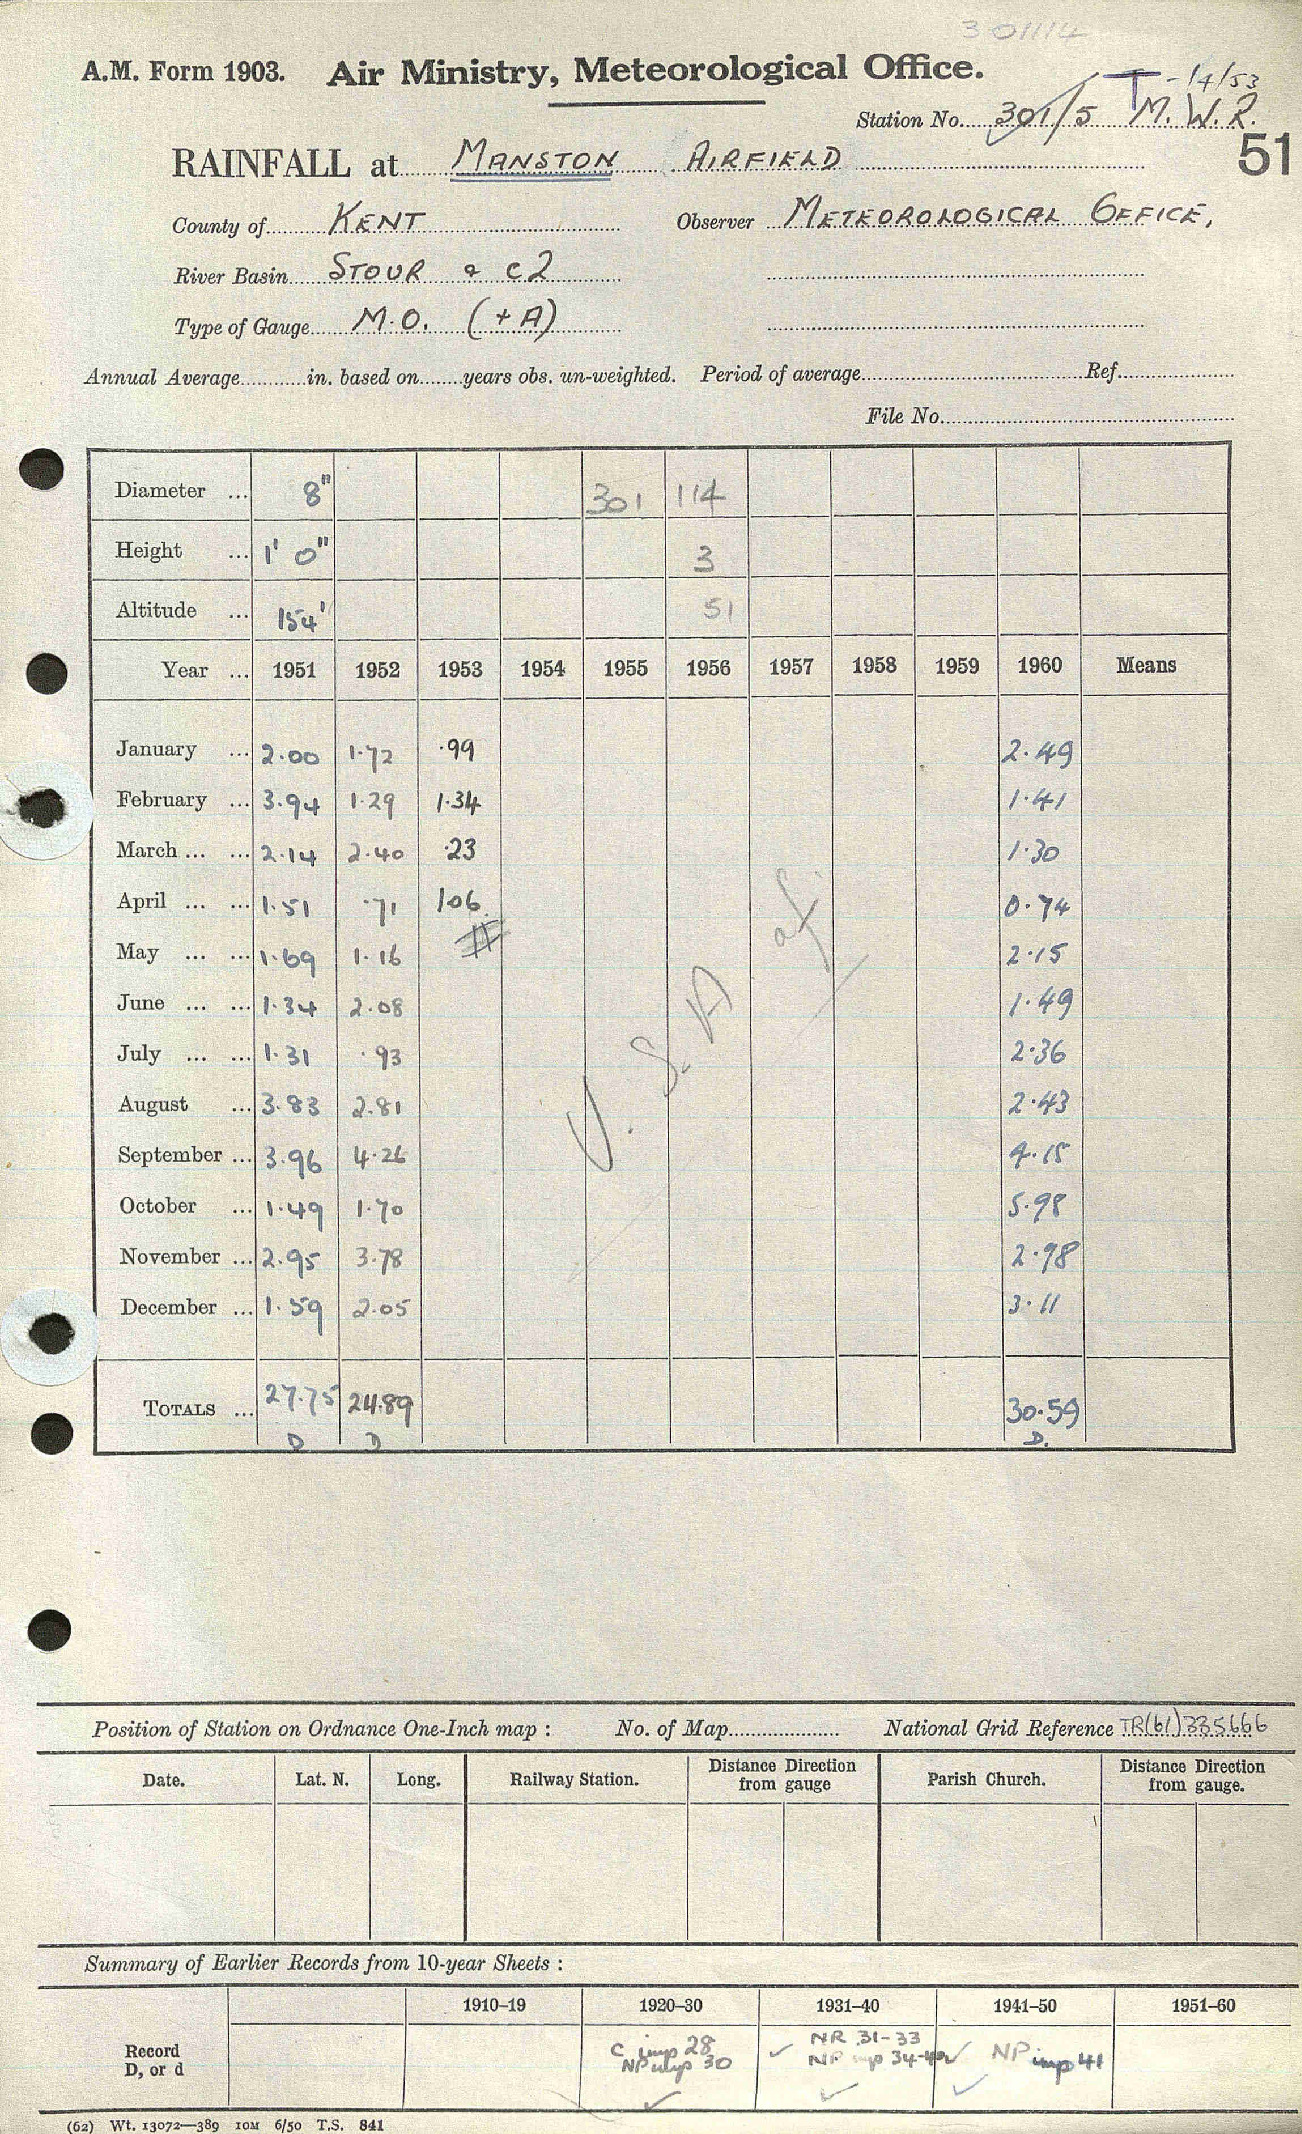 301114
A.M. Form 1903. Air Ministry, Meteorological Office.
T -1/4/53
Station No. 301/5 M.W.R.
51
RAINFALL at MANSTON AIRFIELD
County of KENT Observer METEOROLOGICAL OFFICE,
River Basin STOUR & C2
Type of Gauge M.O. (+A)
Annual Average in. based on years obs. un-weighted. Period of average Ref.
File No.
Diameter ... 8" 301 114
Height ... 1' 0" 3
Altitude ... 154' 51
Year ... 1951 1952 1953 1954 1955 1956 1957 1958 1959 1960 Means
January ... 2.00 1.72 .99 2.49
February ... 3.94 1.29 1.34 1.41
March ... ... 2.14 2.40 .23 1.30
April ... ... 1.51 .71 106 0.74
May ... ... 1.69 1.16 # 2.15
June ... ... 1.34 2.08 1.49
July ... ... 1.31 .93 2.36
August ... 3.83 2.81 2.43
September ... 3.96 4.26 4.15
October ... 1.49 1.70 5.98
November ... 2.95 3.78 2.98
December ... 1.59 2.05 3.11
U.S.A.af.
TOTALS ... 27.75 24.89 30.59
D D D.
Position of Station on Ordnance One-Inch map : No. of Map National Grid Reference TR(61)335666
Date. Lat. N. Long. Railway Station. Distance Direction from gauge Parish Church. Distance Direction from gauge.
Summary of Earlier Records from 10-year Sheets :
1910–19 1920–30 1931–40 1941–50 1951–60
Record D, or d
C imp 28 NR 31-33
NP imp 30 NP imp 34-40 NP imp 41
(62) Wt. 13072—389 10M 6/50 T.S. 841